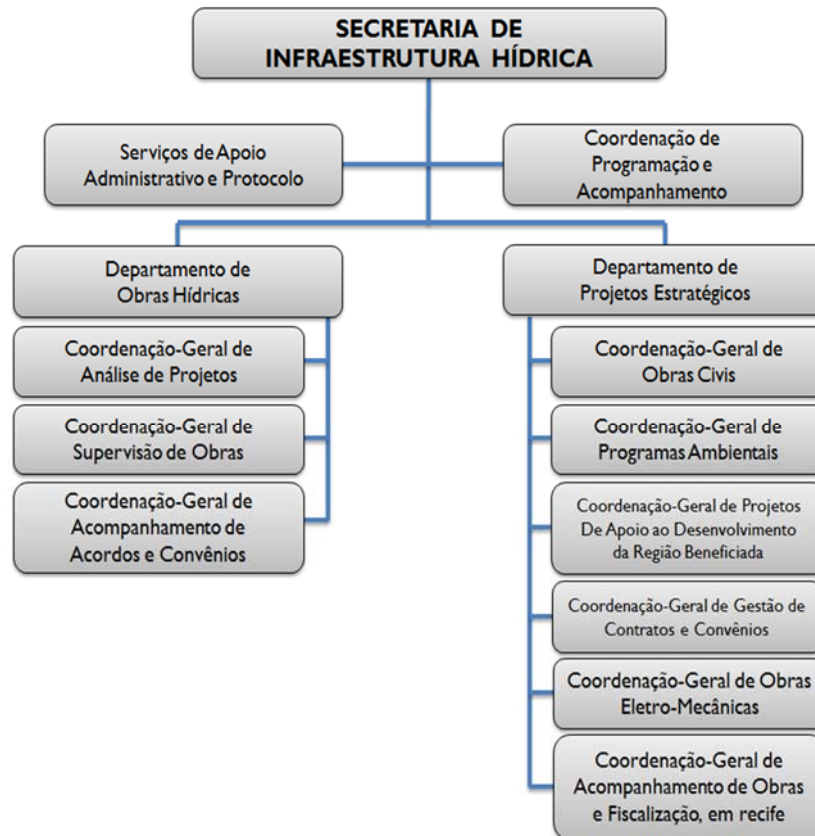 SECRETARIA DE
INFRAESTRUTURA HÍDRICA
Serviços de Apoio
Administrativo e Protocolo
Coordenação de
Programação e
Acompanhamento
Departamento de
Obras Hídricas
Coordenação-Geral de
Análise de Projetos
Coordenação-Geral de
Supervisão de Obras
Coordenação-Geral de
Acompanhamento de
Acordos e Convênios
Departamento de
Projetos Estratégicos
Coordenação-Geral de
Obras Civis
Coordenação-Geral de
Programas Ambientais
Coordenação-Geral de Projetos
De Apoio ao Desenvolvimento
da Região Beneficiada
Coordenação-Geral de Gestão de
Contratos e Convênios
Coordenação-Geral de Obras
Eletro-Mecânicas
Coordenação-Geral de
Acompanhamento de Obras
e Fiscalização, em recife